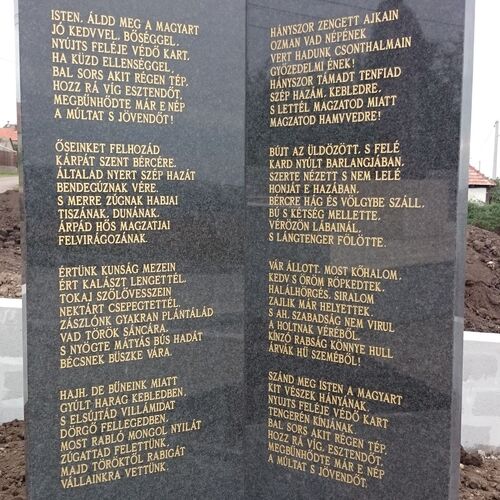 ISTEN, ÁLDD MEG A MAGYART
JÓ KEDVVEL, BŐSÉGGEL,
NYÚJTS FELÉJE VÉDŐ KART,
HA KÜZD ELLENSÉGGEL,
BAL SORS AKIT RÉGEN TÉP,
HOZZ RÁ VÍG ESZTENDŐT,
MEGBŰNHŐDTE MÁR E NÉP
A MÚLTAT S JÖVENDŐT!
ŐSEINKET FELHOZÁD
KÁRPÁT SZENT BÉRCÉRE,
ÁLTALAD NYERT SZÉP HAZÁT
BENDEGÚZNAK VÉRE.
S MERRE ZÚGNAK HABJAI
TISZÁNAK, DUNÁNAK,
ÁRPÁD HŐS MAGZATJAI
FELVIRÁGOZÁNAK.
ÉRTÜNK KUNSÁG MEZEIN
ÉRT KALÁSZT LENGETTÉL,
TOKAJ SZŐLŐVESSZEIN
NEKTÁRT CSEPEGTETTÉL.
ZÁSZLÓNK GYAKRAN PLÁNTÁLÁD
VAD TÖRÖK SÁNCÁRA,
S NYÖGTE MÁTYÁS BÚS HADÁT
BÉCSNEK BÜSZKE VÁRA.
HAJH, DE BŰNEINK MIATT
GYÚLT HARAG KEBLEDBEN,
S ELSÚJTÁD VILLÁMIDAT
DÖRGŐ FELLEGEDBEN,
MOST RABLÓ MONGOL NYILÁT
ZÚGATTAD FELETTÜNK,
MAJD TÖRÖKTŐL RABIGÁT
VÁLLAINKRA VETTÜNK.
HÁNYSZOR ZENGETT AJKAIN
OZMAN VAD NÉPÉNEK
VERT HADUNK CSONTHALMAIN
GYŐZEDELMI ÉNEK!
HÁNYSZOR TÁMADT TENFIAD
SZÉP HAZÁM, KEBLEDRE,
S LETTÉL MAGZATOD MIATT
MAGZATOD HAMVVEDRE!
BÚJT AZ ÜLDÖZÖTT, S FELÉ
KARD NYÚLT BARLANGJÁBAN,
SZERTE NÉZETT S NEM LELÉ
HONJÁT E HAZÁBAN.
BÉRCRE HÁG ÉS VÖLGYBE SZÁLL,
BÚ S KÉTSÉG MELLETTE,
VÉRÖZÖN LÁBAINÁL,
S LÁNGTENGER FÖLÖTTE.
VÁR ÁLLOTT, MOST KŐHALOM,
KEDV S ÖRÖM RÖPKEDTEK,
HALÁLHÖRGÉS, SIRALOM
ZAJLIK MÁR HELYETTEK.
S AH, SZABADSÁG NEM VIRUL
A HOLTNAK VÉRÉBŐL,
KÍNZÓ RABSÁG KÖNNYE HULL
ÁRVÁK HŰ SZEMÉBŐL!
SZÁND MEG ISTEN A MAGYART
KIT VÉSZEK HÁNYÁNAK,
NYUJTS FELÉJE VÉDŐ KART
TENGERÉN KÍNJÁNAK.
BAL SORS AKIT RÉGEN TÉP,
HOZZ RÁ VÍG ESZTENDŐT,
MEGBŰNHŐDTE MÁR E NÉP
A MÚLTAT S JÖVENDŐT.